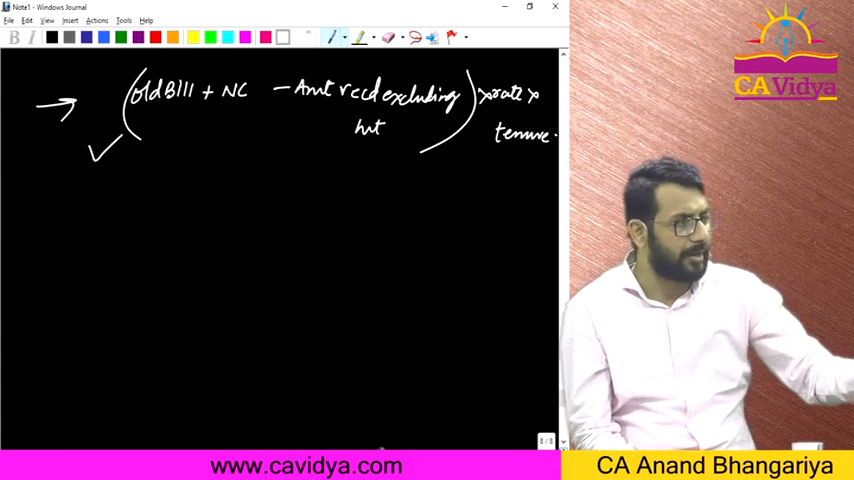 Note1 - Windows Journal
File Edit View Insert Actions Tools Help
B I
(Old Bill + NC - Amt recd excluding int) x rate x tenure.
8 / 8
CA Vidya
www.cavidya.com
CA Anand Bhangariya